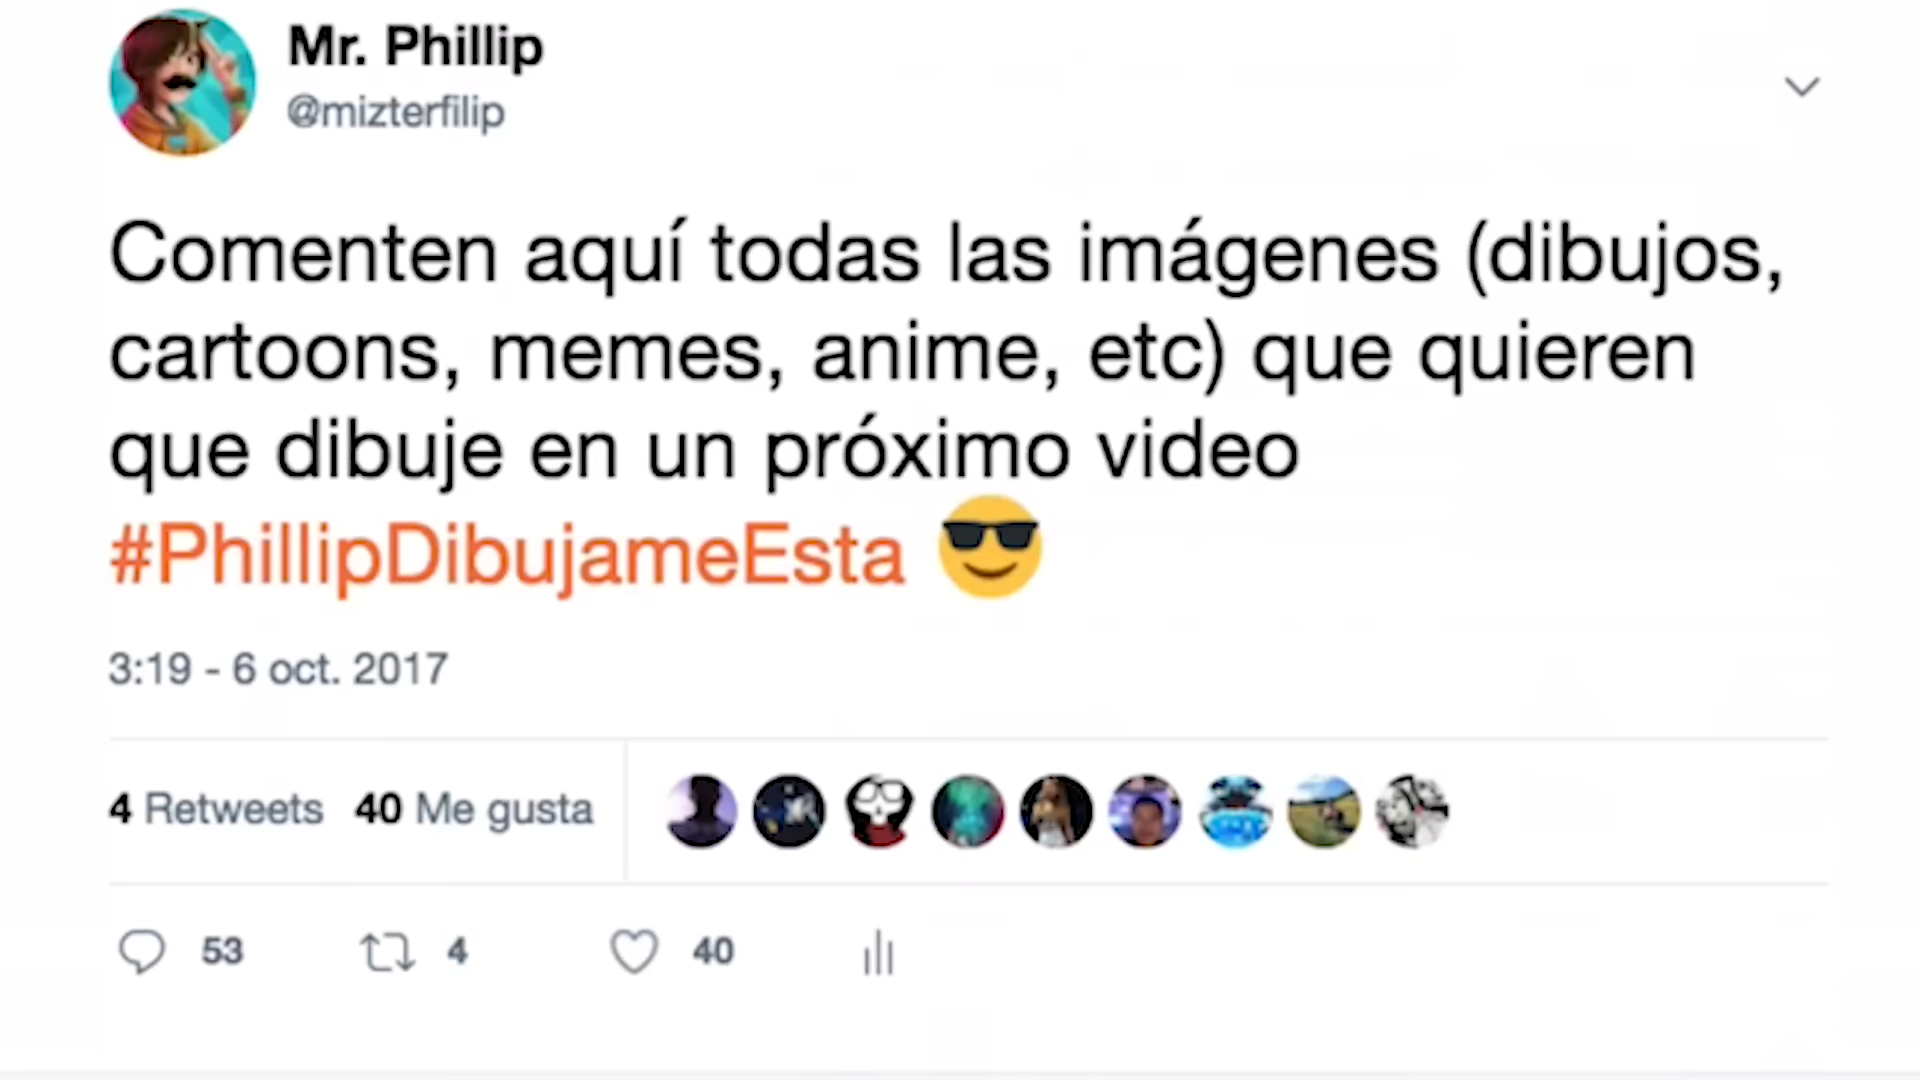 Mr. Phillip
@mizterfilip
Comenten aquí todas las imágenes (dibujos,
cartoons, memes, anime, etc) que quieren
que dibuje en un próximo video
#PhillipDibujameEsta 😎
3:19 - 6 oct. 2017
4 Retweets 40 Me gusta
53 4 40